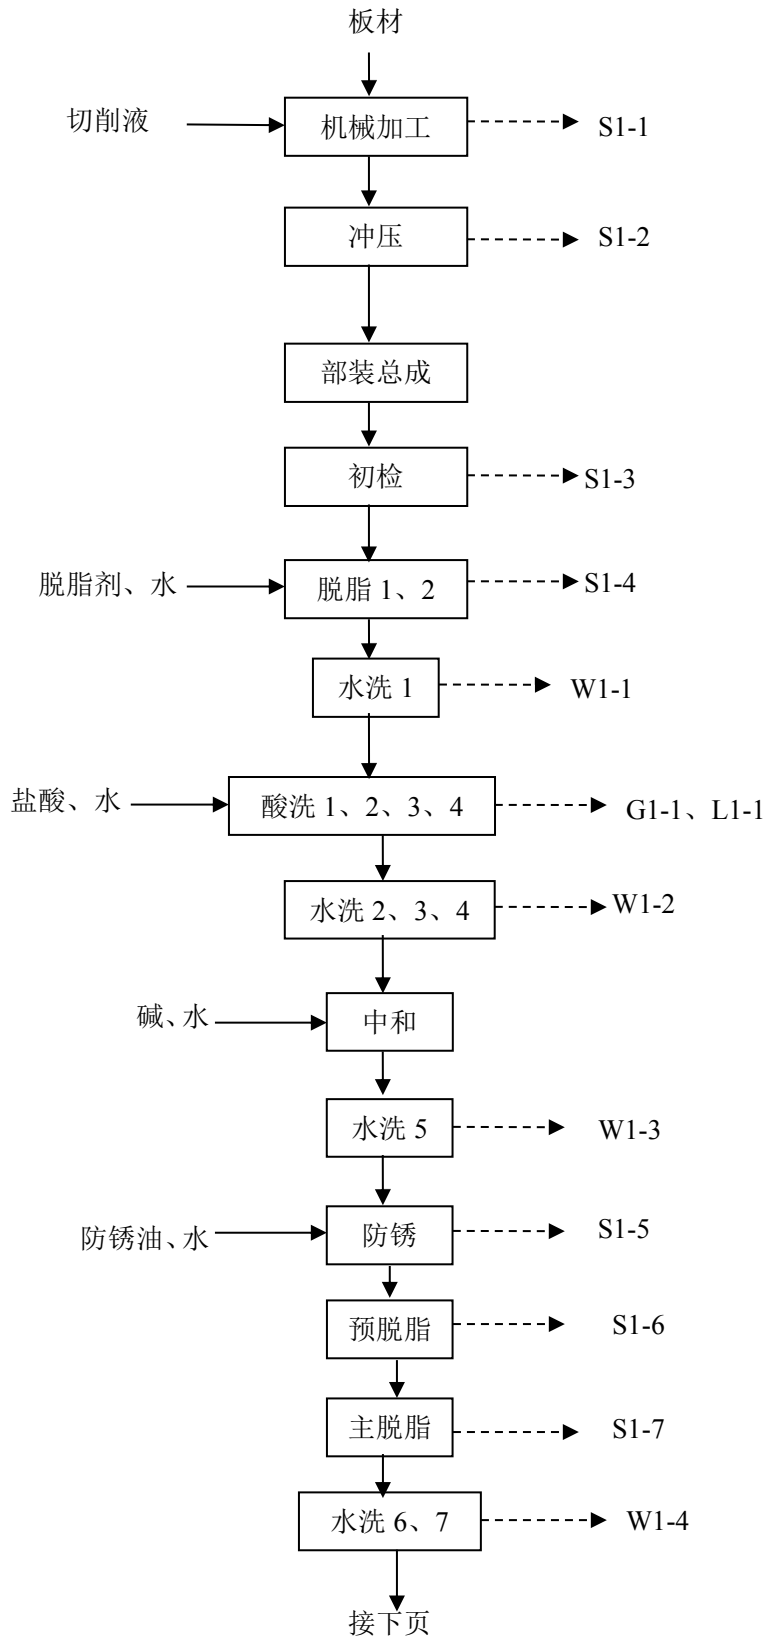 板材
切削液
机械加工
S1-1
冲压
S1-2
部装总成
初检
S1-3
脱脂剂、水
脱脂 1、2
S1-4
水洗 1
W1-1
盐酸、水
酸洗 1、2、3、4
G1-1、L1-1
水洗 2、3、4
W1-2
碱、水
中和
水洗 5
W1-3
防锈油、水
防锈
S1-5
预脱脂
S1-6
主脱脂
S1-7
水洗 6、7
W1-4
接下页